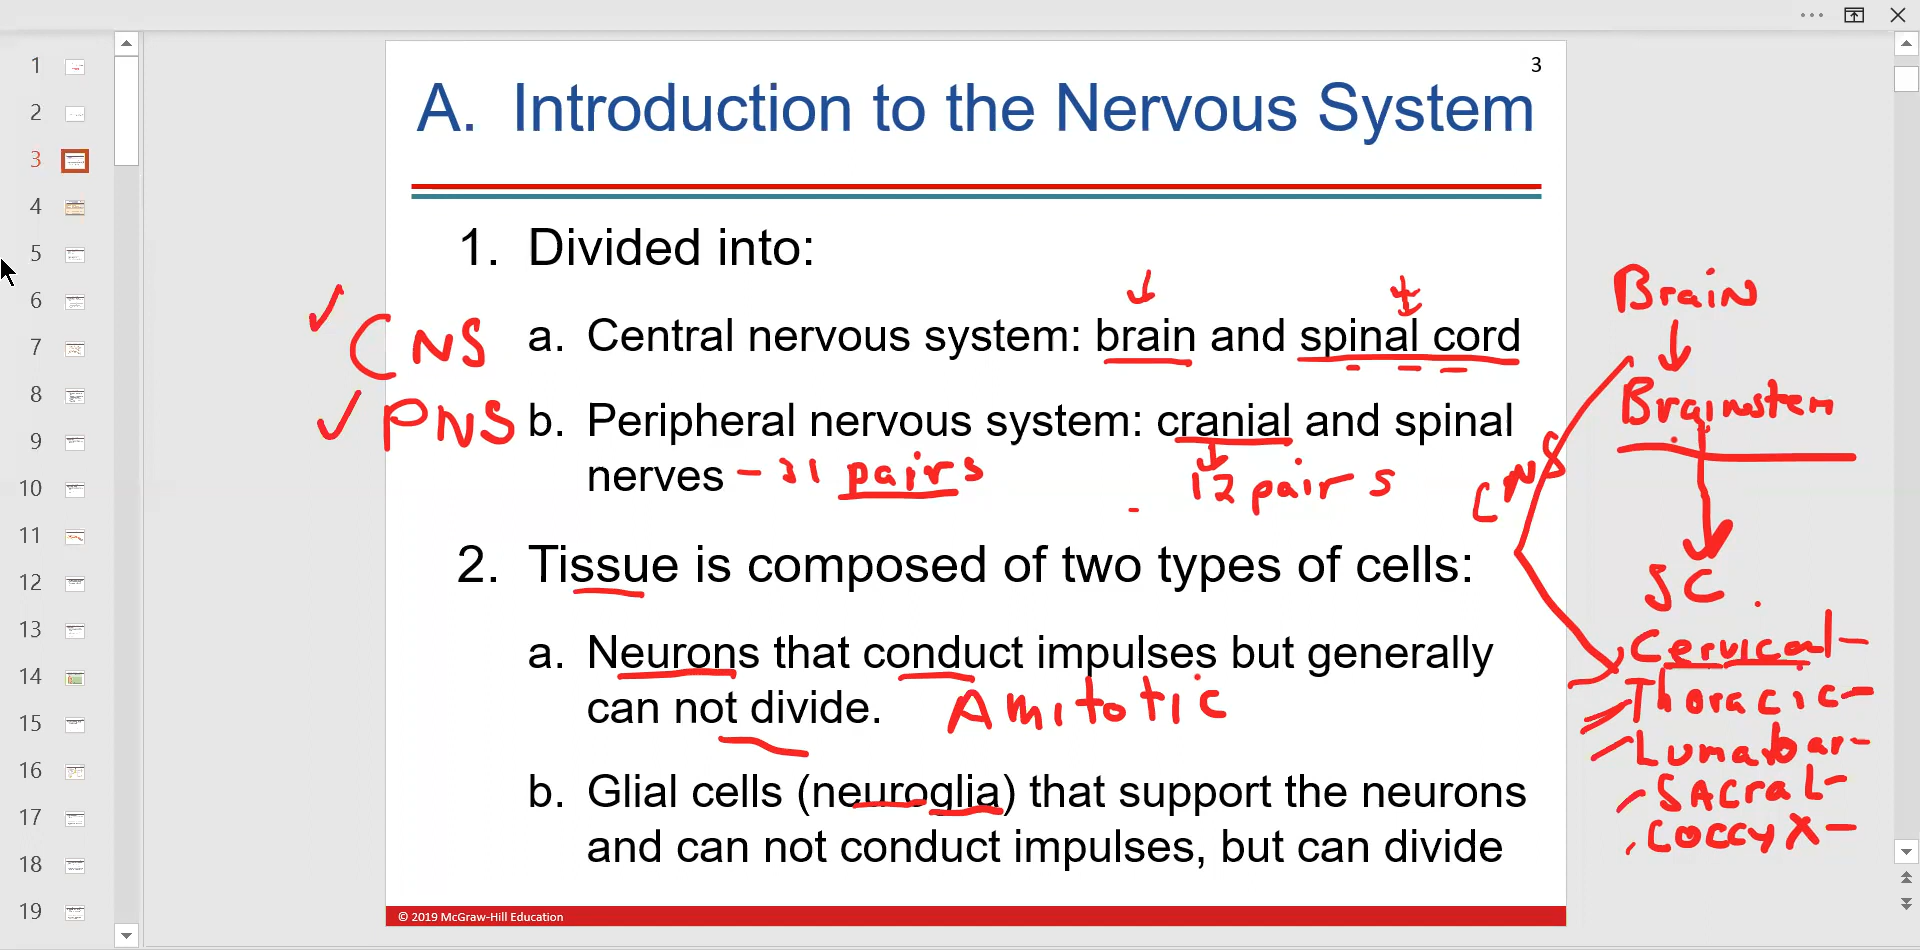 3
A. Introduction to the Nervous System
1. Divided into:
a. Central nervous system: brain and spinal cord
b. Peripheral nervous system: cranial and spinal
nerves - 31 pairs
12 pairs
2. Tissue is composed of two types of cells:
a. Neurons that conduct impulses but generally
can not divide. Amitotic
b. Glial cells (neuroglia) that support the neurons
and can not conduct impulses, but can divide
© 2019 McGraw-Hill Education
CNS
PNS
Brain
Brainstem
CNS
SC
Cervical-
Thoracic-
Lumabar-
SAcraL-
CoccyX-
1
2
3
4
5
6
7
8
9
10
11
12
13
14
15
16
17
18
19